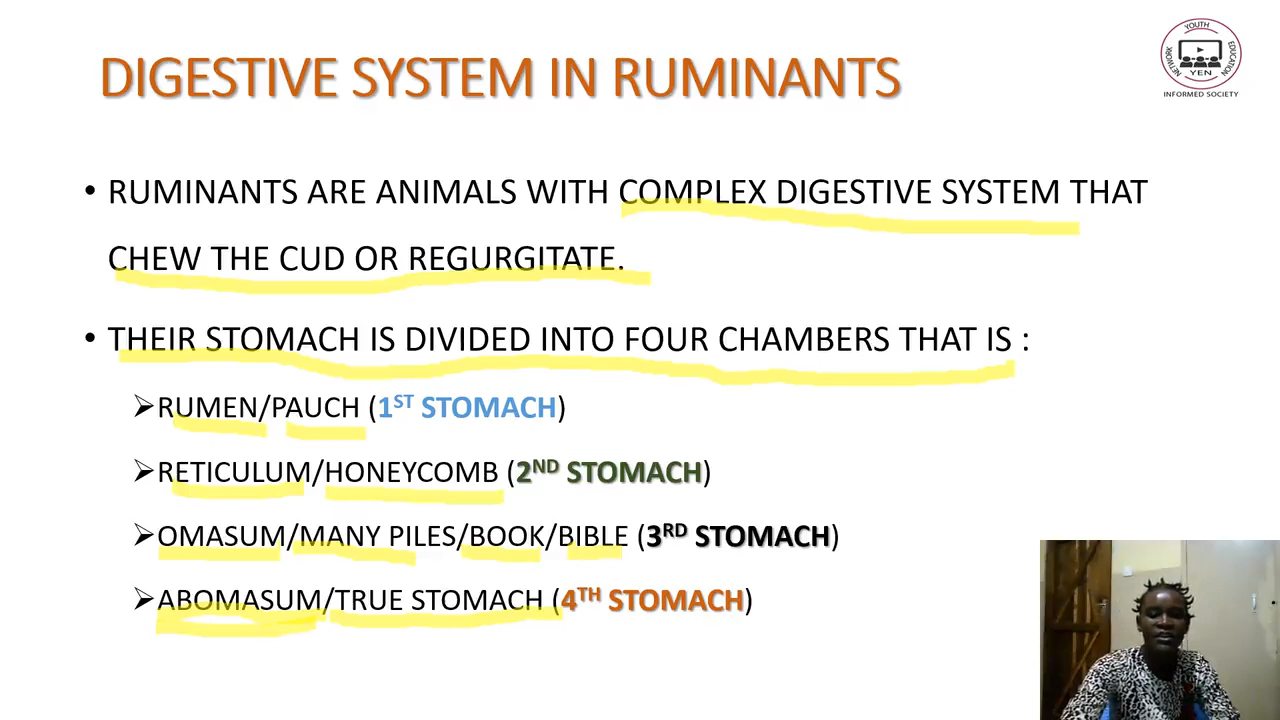 DIGESTIVE SYSTEM IN RUMINANTS
YOUTH
EDUCATION
NETWORK
YEN
INFORMED SOCIETY
• RUMINANTS ARE ANIMALS WITH COMPLEX DIGESTIVE SYSTEM THAT
CHEW THE CUD OR REGURGITATE.
• THEIR STOMACH IS DIVIDED INTO FOUR CHAMBERS THAT IS :
➢RUMEN/PAUCH (1ST STOMACH)
➢RETICULUM/HONEYCOMB (2ND STOMACH)
➢OMASUM/MANY PILES/BOOK/BIBLE (3RD STOMACH)
➢ABOMASUM/TRUE STOMACH (4TH STOMACH)